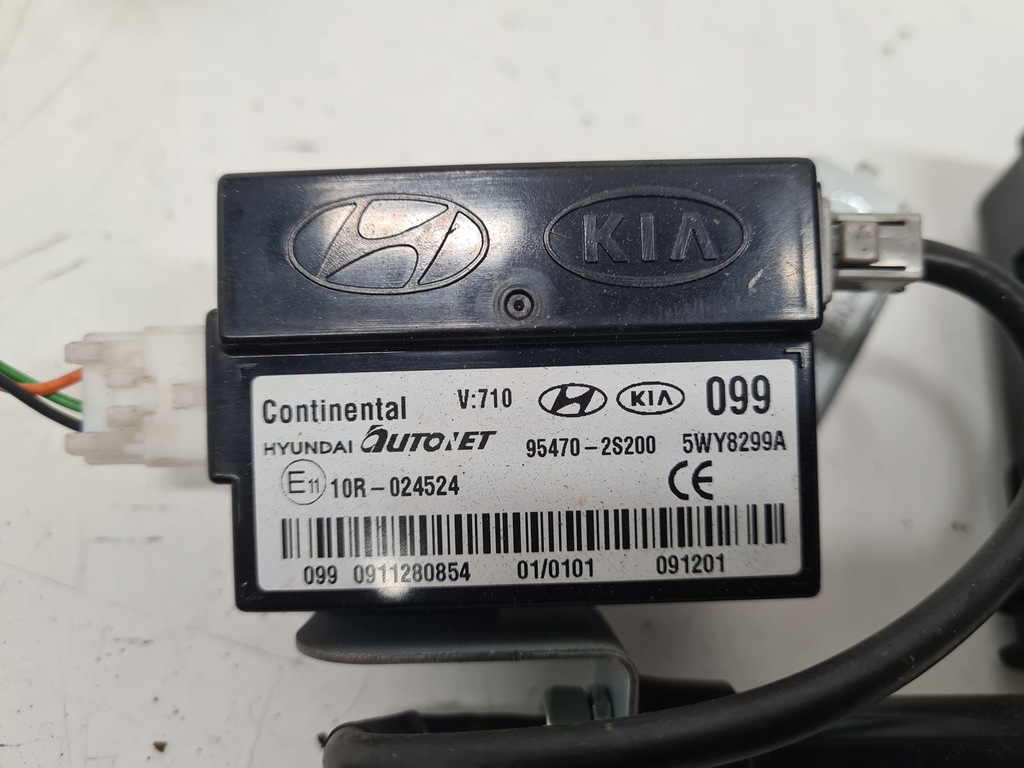 KIA
Continental V:710 KIA 099
HYUNDAI AUTONET 95470-2S200 5WY8299A
E11 10R-024524 CE
099 0911280854 01/0101 091201